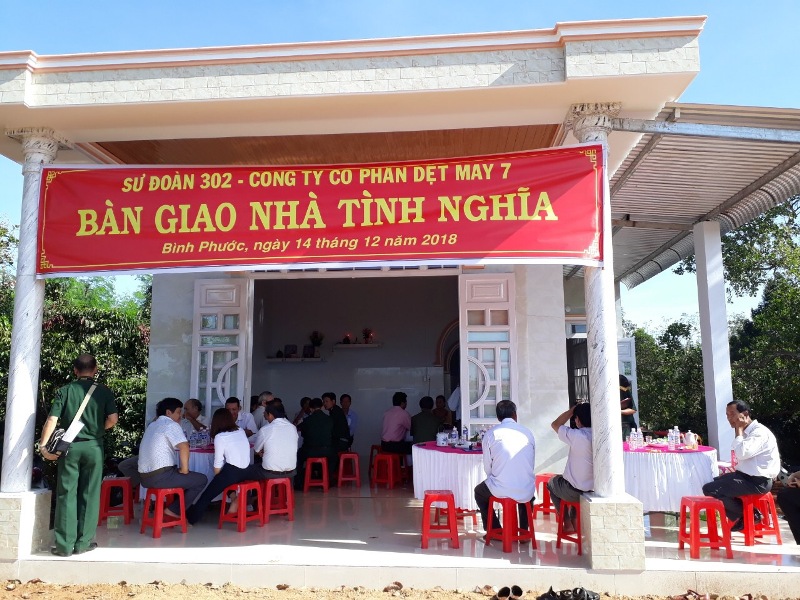 SƯ ĐOÀN 302 - CÔNG TY CỔ PHẦN DỆT MAY 7
BÀN GIAO NHÀ TÌNH NGHĨA
Bình Phước, ngày 14 tháng 12 năm 2018